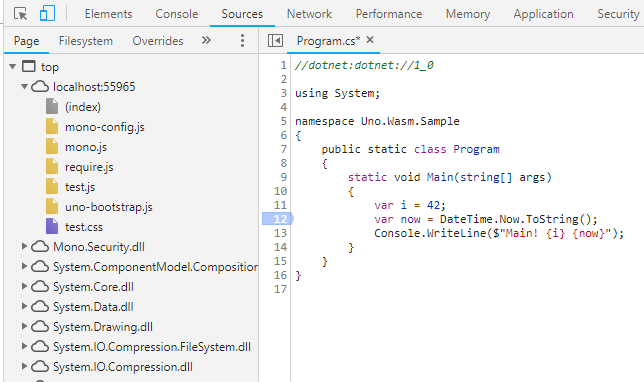 Elements Console Sources Network Performance Memory Application Security
Page Filesystem Overrides »
Program.cs* ×
top
localhost:55965
(index)
mono-config.js
mono.js
require.js
test.js
uno-bootstrap.js
test.css
Mono.Security.dll
System.ComponentModel.Composition
System.Core.dll
System.Data.dll
System.Drawing.dll
System.IO.Compression.FileSystem.dll
System.IO.Compression.dll
1 //dotnet:dotnet://1_0
2
3 using System;
4
5 namespace Uno.Wasm.Sample
6 {
7 public static class Program
8 {
9 static void Main(string[] args)
10 {
11 var i = 42;
12 var now = DateTime.Now.ToString();
13 Console.WriteLine($"Main! {i} {now}");
14 }
15 }
16 }
17